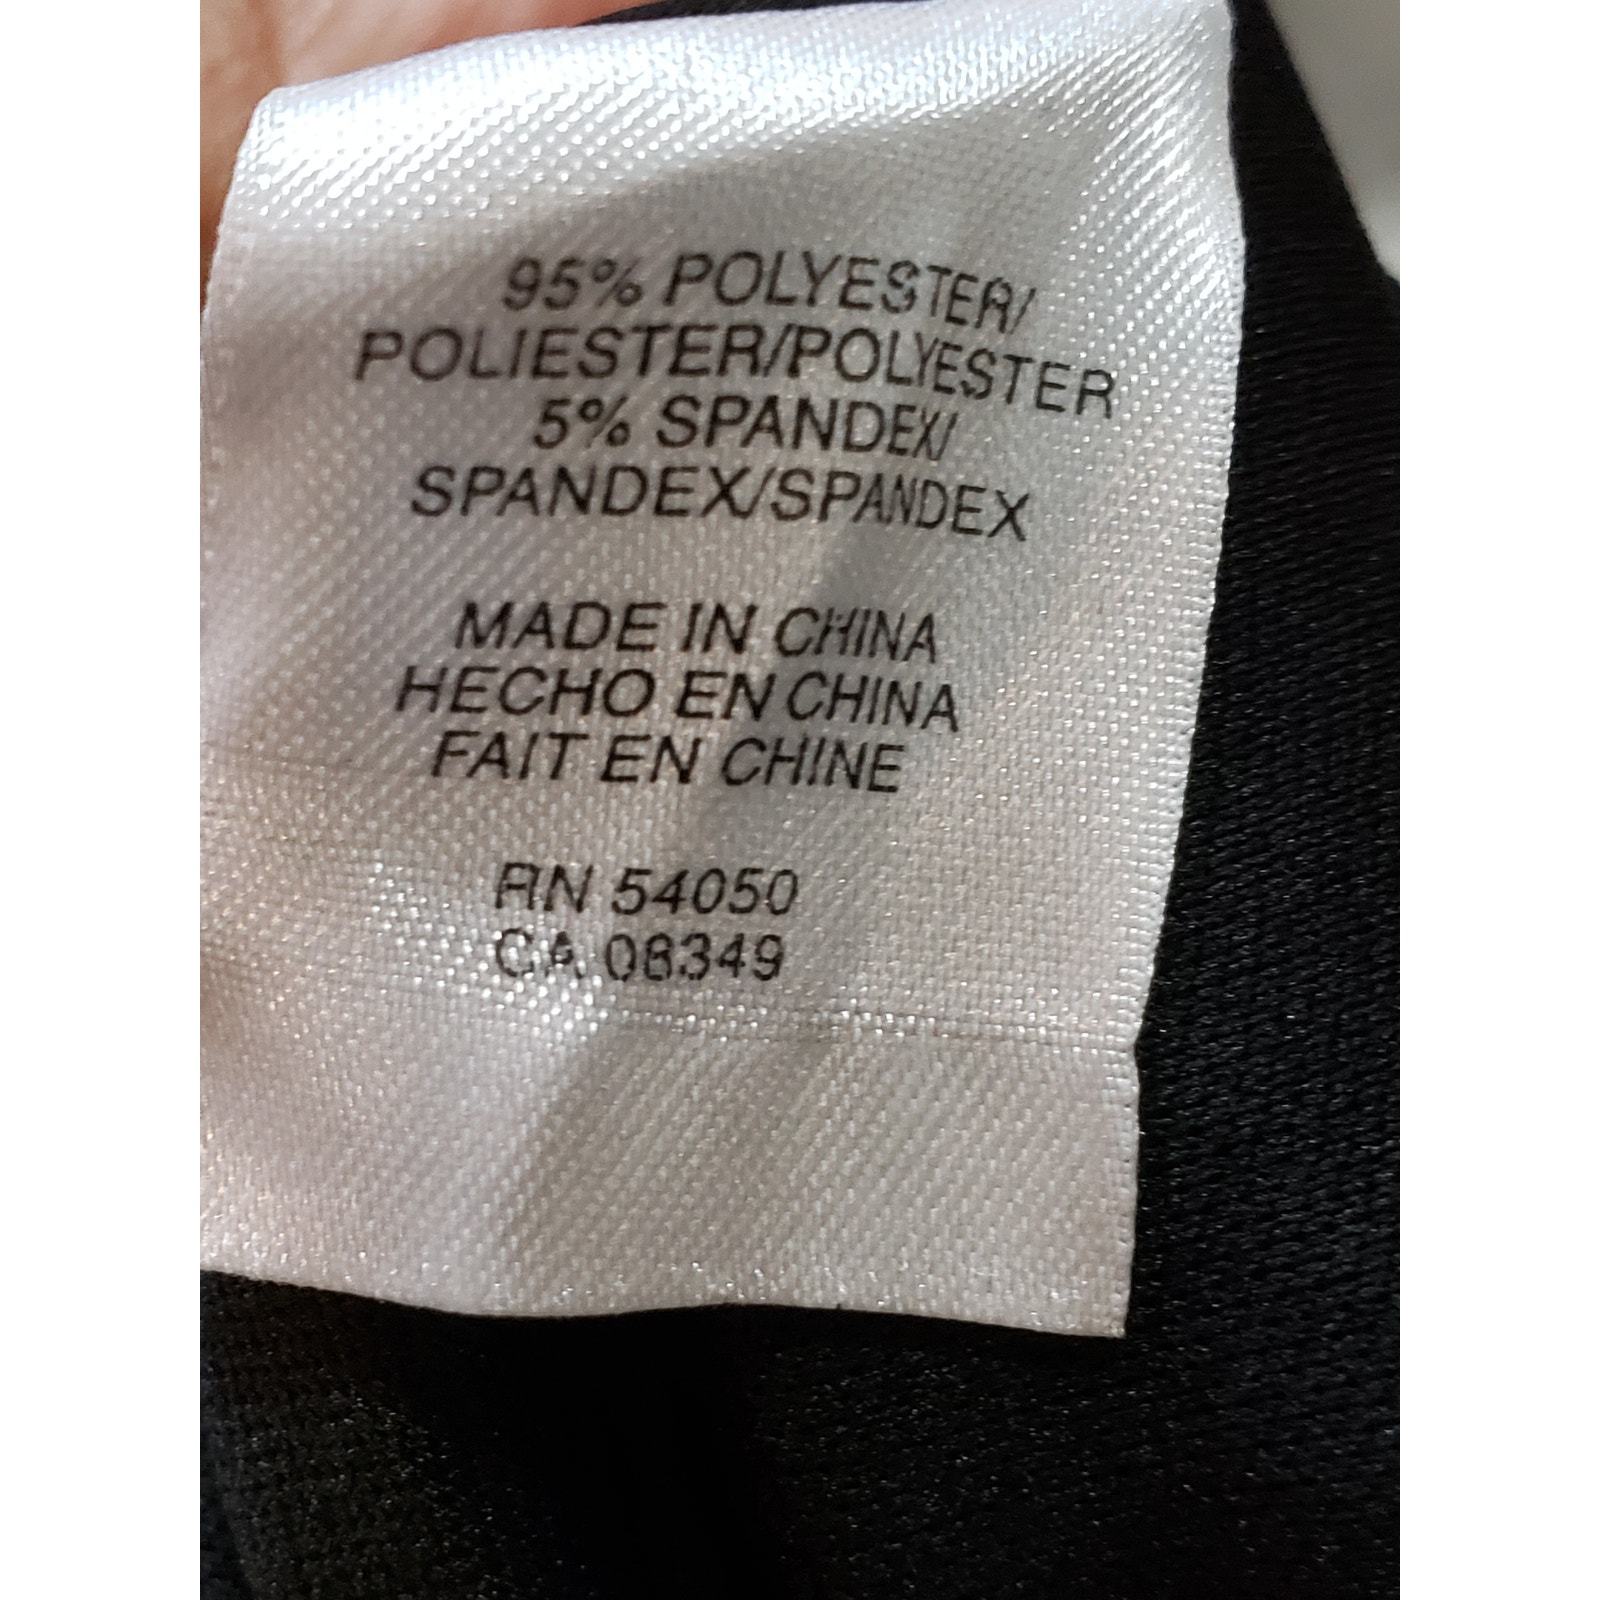 95% POLYESTER/
POLIESTER/POLYESTER
5% SPANDEX/
SPANDEX/SPANDEX
MADE IN CHINA
HECHO EN CHINA
FAIT EN CHINE
RN 54050
CA 08349